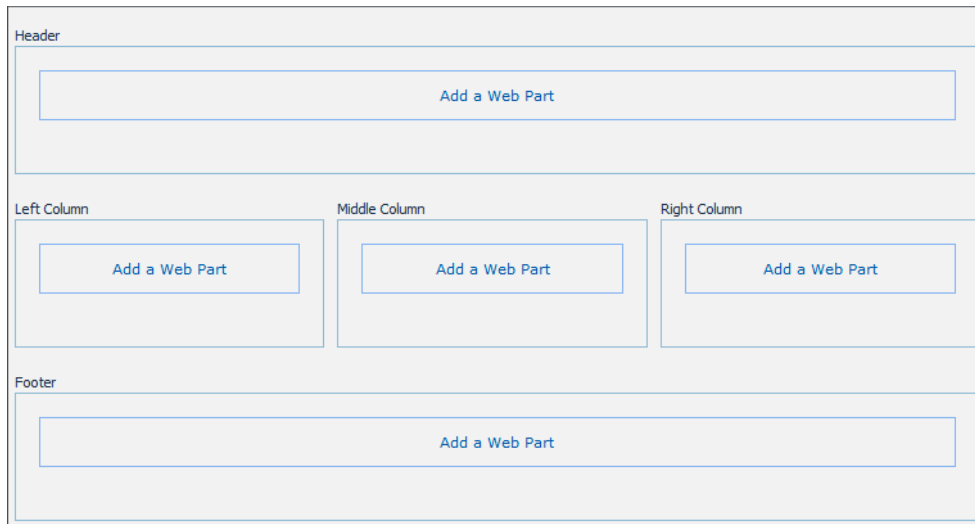 Header
Add a Web Part
Left Column
Middle Column
Right Column
Add a Web Part
Add a Web Part
Add a Web Part
Footer
Add a Web Part